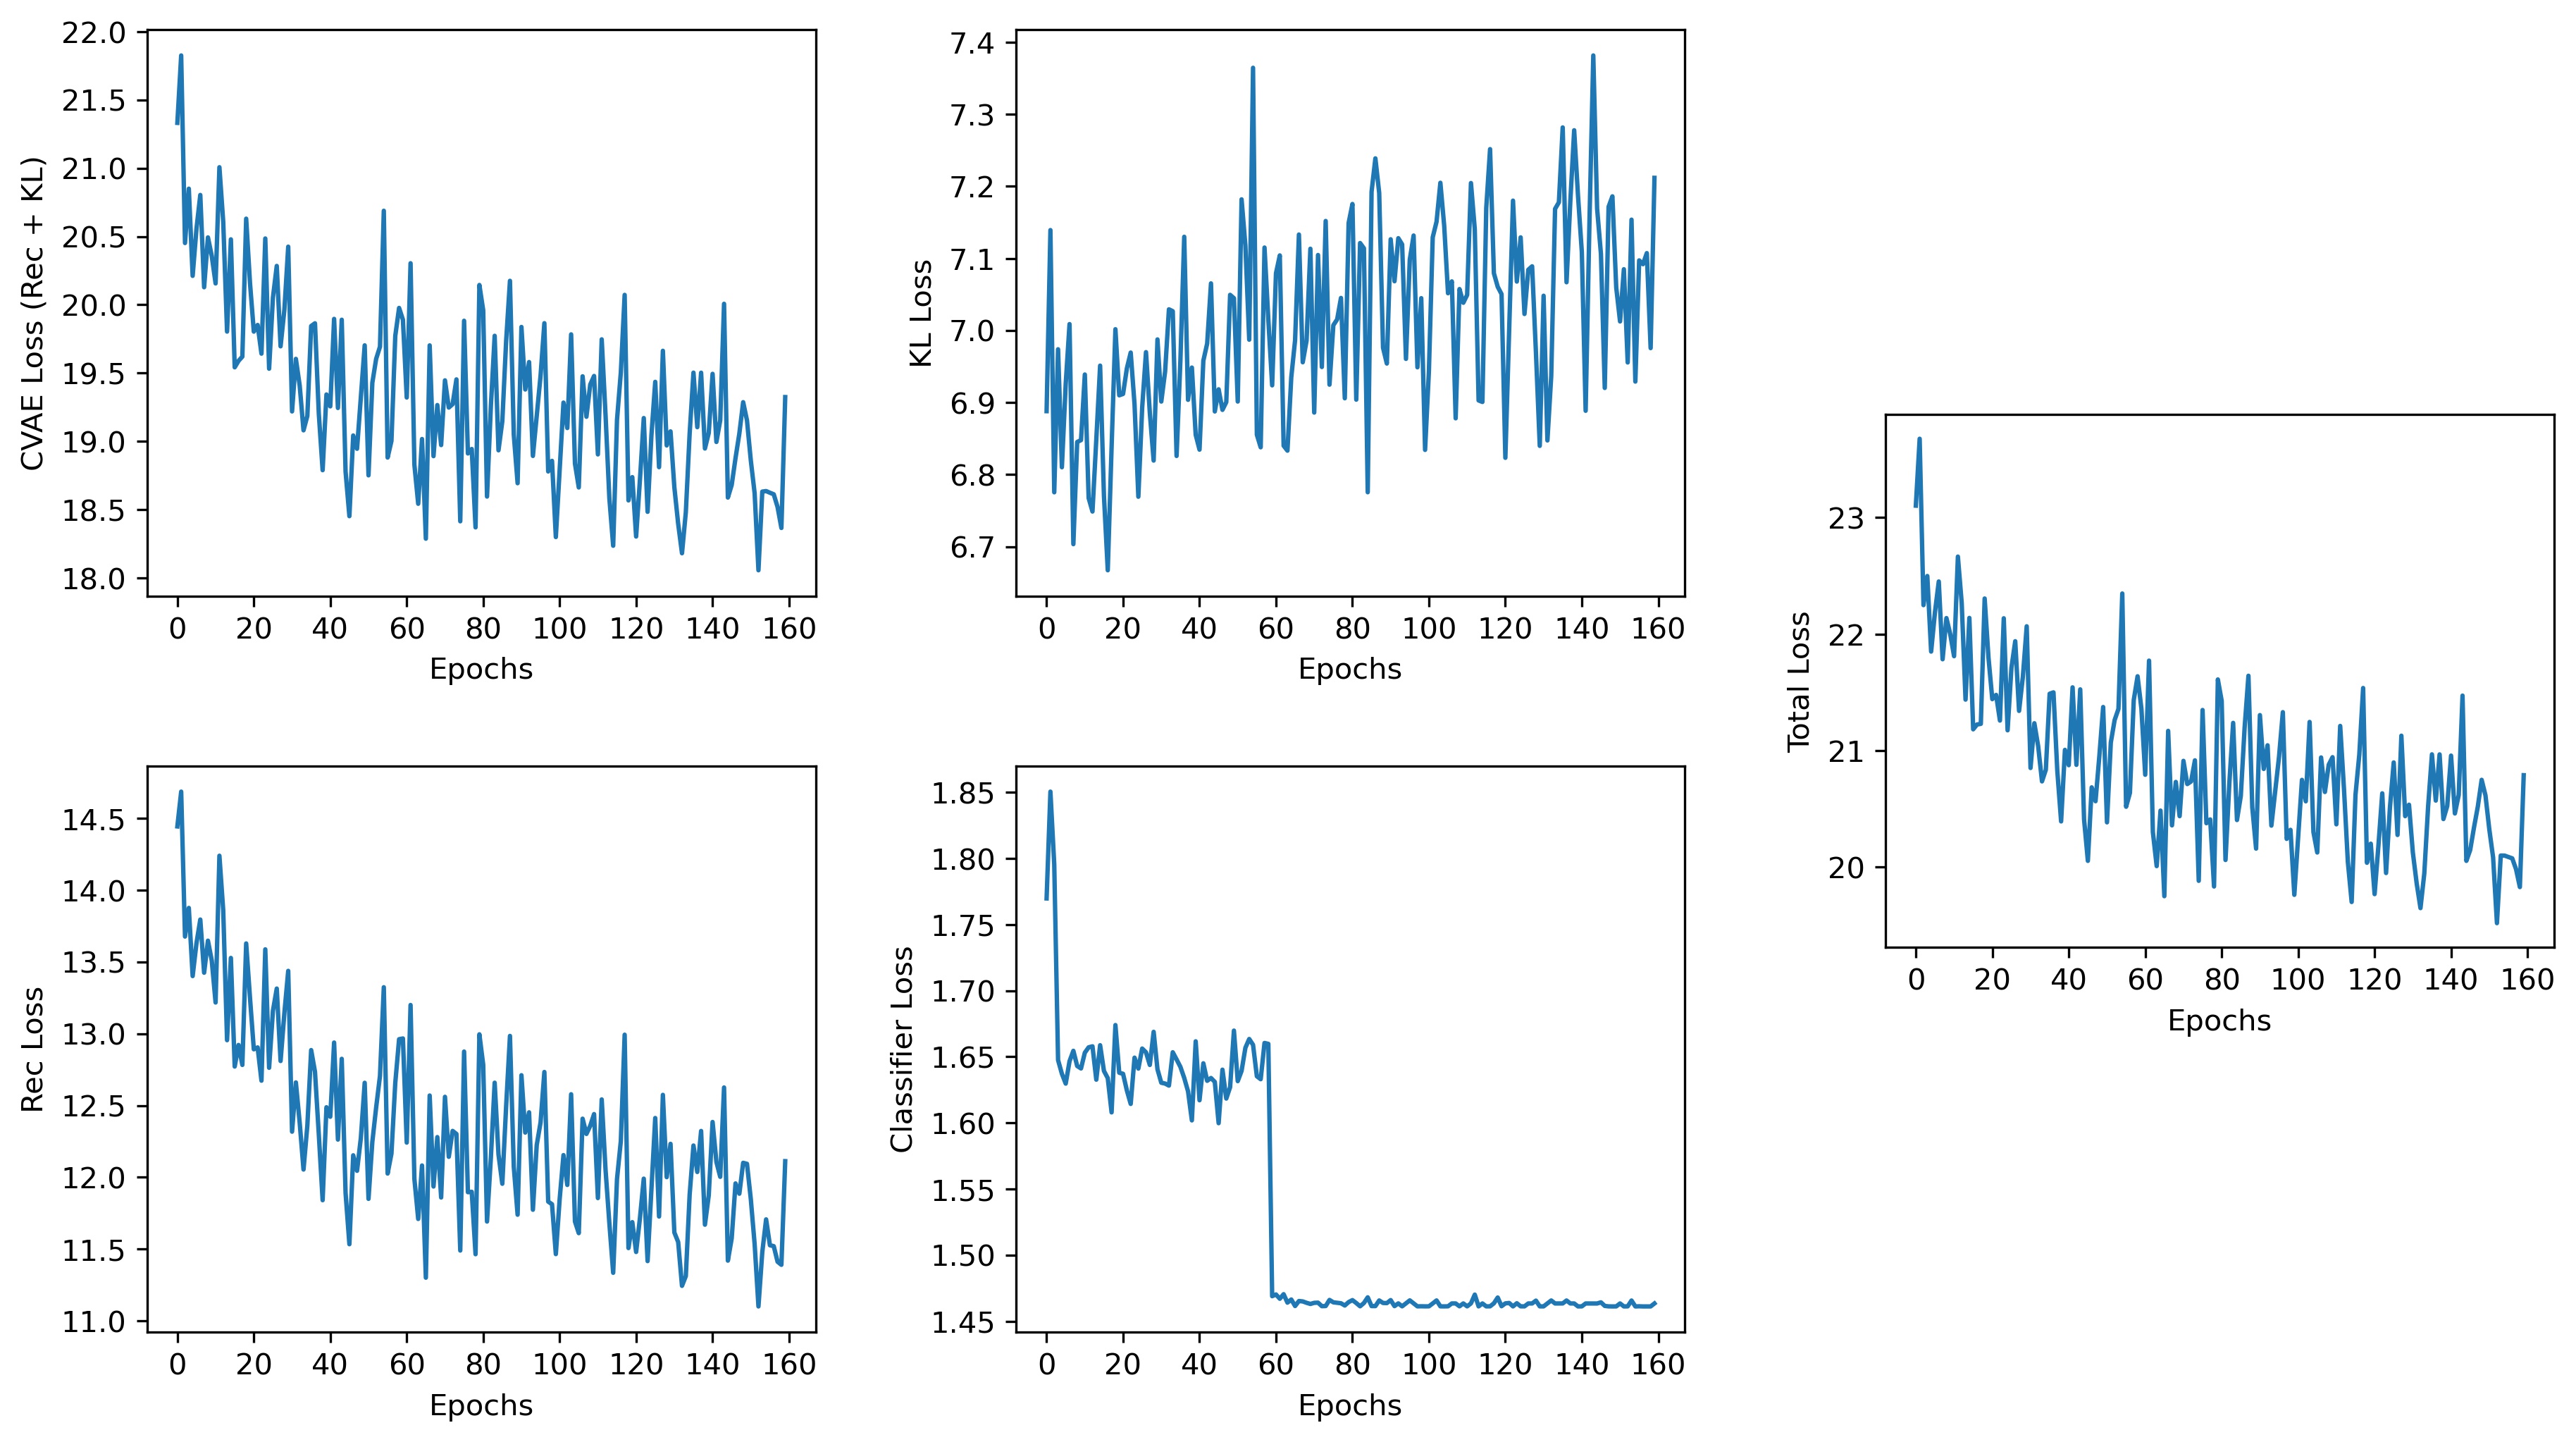 CVAE Loss (Rec + KL)
22.0
21.5
21.0
20.5
20.0
19.5
19.0
18.5
18.0
0 20 40 60 80 100 120 140 160
Epochs
KL Loss
7.4
7.3
7.2
7.1
7.0
6.9
6.8
6.7
0 20 40 60 80 100 120 140 160
Epochs
Rec Loss
14.5
14.0
13.5
13.0
12.5
12.0
11.5
11.0
0 20 40 60 80 100 120 140 160
Epochs
Classifier Loss
1.85
1.80
1.75
1.70
1.65
1.60
1.55
1.50
1.45
0 20 40 60 80 100 120 140 160
Epochs
Total Loss
23
22
21
20
0 20 40 60 80 100 120 140 160
Epochs